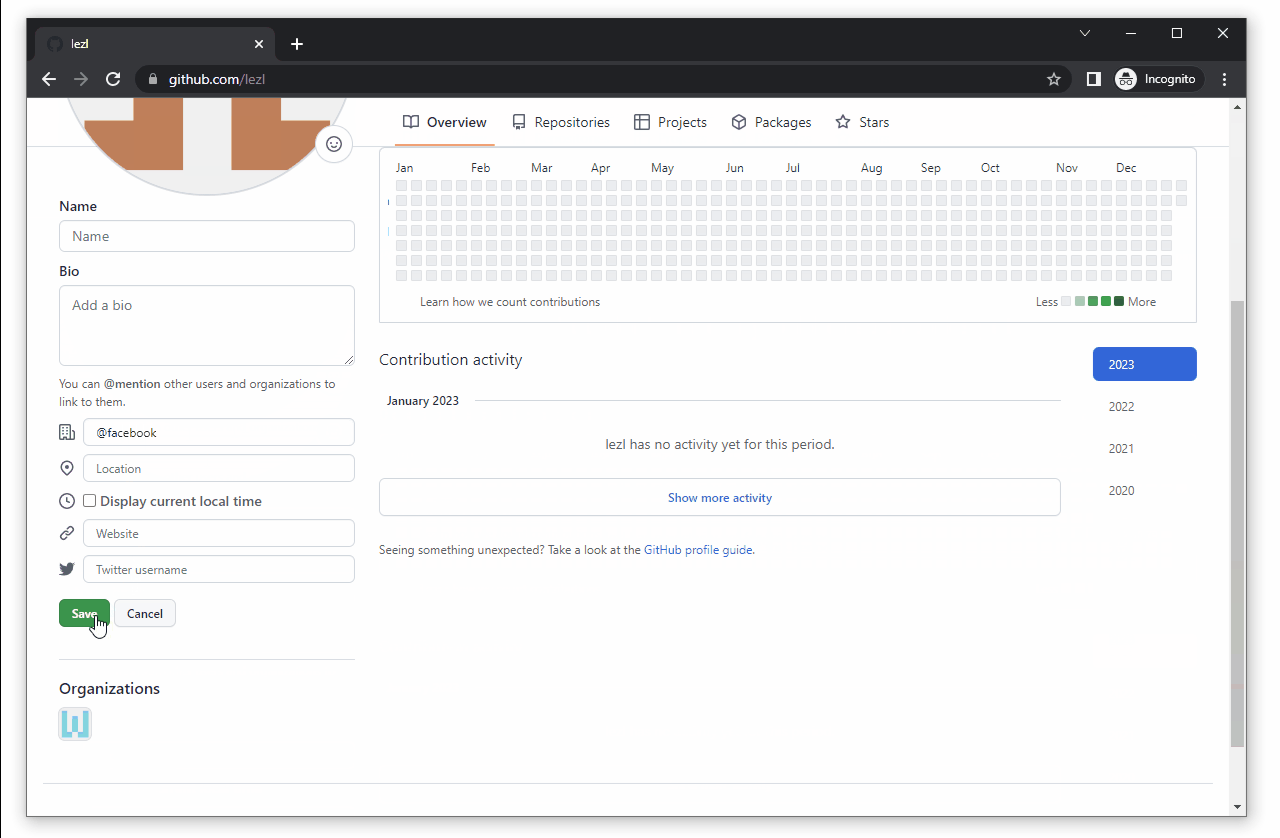 lezl
github.com/lezl
Incognito
Overview
Repositories
Projects
Packages
Stars
Jan Feb Mar Apr May Jun Jul Aug Sep Oct Nov Dec
Learn how we count contributions
Less
More
Name
Name
Bio
Add a bio
You can @mention other users and organizations to
link to them.
@facebook
Location
Display current local time
Website
Twitter username
Save
Cancel
Organizations
Contribution activity
January 2023
lezl has no activity yet for this period.
Show more activity
Seeing something unexpected? Take a look at the GitHub profile guide.
2023
2022
2021
2020